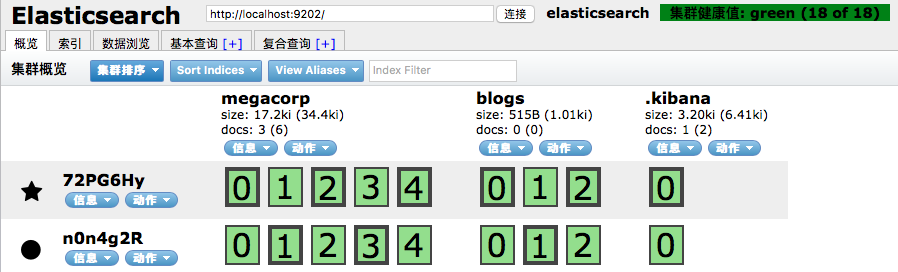 Elasticsearch http://localhost:9202/ 连接 elasticsearch 集群健康值: green (18 of 18)
概览 索引 数据浏览 基本查询 [+] 复合查询 [+]
集群概览 集群排序 Sort Indices View Aliases Index Filter
megacorp blogs .kibana
size: 17.2ki (34.4ki) size: 515B (1.01ki) size: 3.20ki (6.41ki)
docs: 3 (6) docs: 0 (0) docs: 1 (2)
信息 动作 信息 动作 信息 动作
72PG6Hy 0 1 2 3 4 0 1 2 0
信息 动作
n0n4g2R 0 1 2 3 4 0 1 2 0
信息 动作